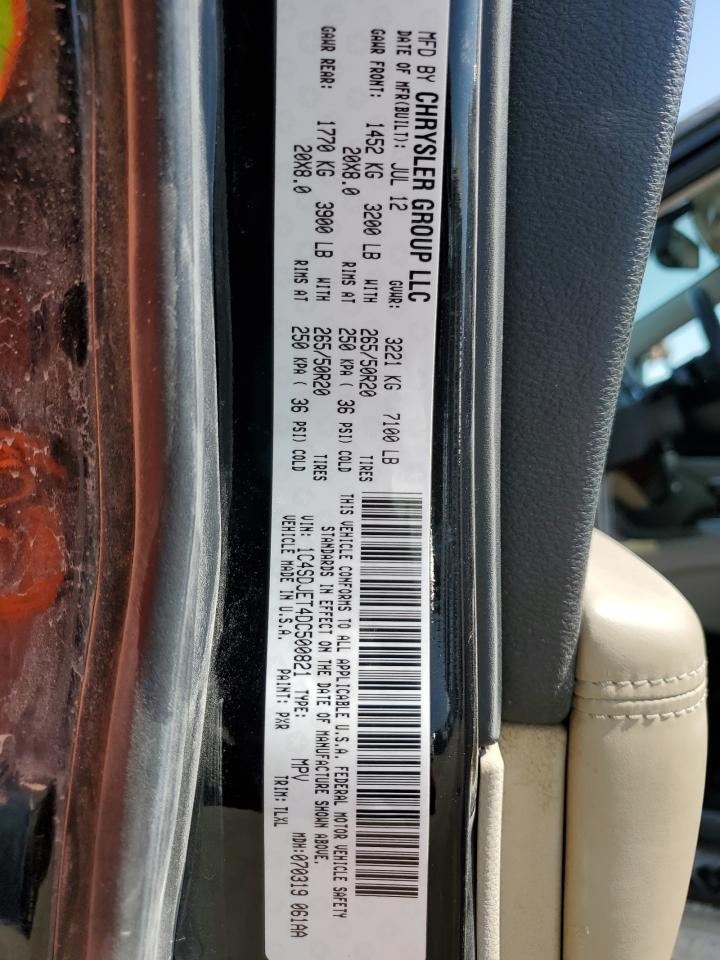 MFD BY CHRYSLER GROUP LLC
DATE OF MFR(BUILT): JUL 12 GVWR: 3221 KG 7100 LB
GAWR FRONT: 1452 KG 3200 LB WITH 265/50R20 TIRES
20X8.0 RIMS AT 250 KPA ( 36 PSI) COLD
GAWR REAR: 1770 KG 3900 LB WITH 265/50R20 TIRES
20X8.0 RIMS AT 250 KPA ( 36 PSI) COLD
THIS VEHICLE CONFORMS TO ALL APPLICABLE U.S.A. FEDERAL MOTOR VEHICLE SAFETY
STANDARDS IN EFFECT ON THE DATE OF MANUFACTURE SHOWN ABOVE.
VIN: 1C4SDJET4DC500821 TYPE: MPV MDH:070319 061AA
VEHICLE MADE IN U.S.A. PAINT: PXR TRIM: TLXL